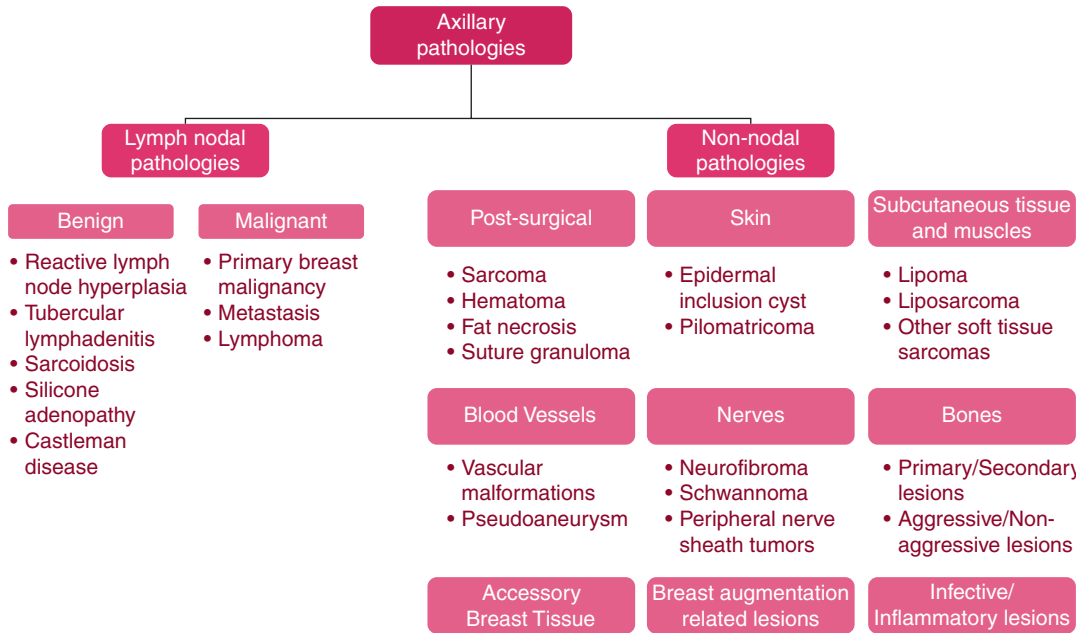 Axillary
pathologies
Lymph nodal
pathologies
Non-nodal
pathologies
Benign
• Reactive lymph
node hyperplasia
• Tubercular
lymphadenitis
• Sarcoidosis
• Silicone
adenopathy
• Castleman
disease
Malignant
• Primary breast
malignancy
• Metastasis
• Lymphoma
Post-surgical
• Sarcoma
• Hematoma
• Fat necrosis
• Suture granuloma
Skin
• Epidermal
inclusion cyst
• Pilomatricoma
Subcutaneous tissue
and muscles
• Lipoma
• Liposarcoma
• Other soft tissue
sarcomas
Blood Vessels
• Vascular
malformations
• Pseudoaneurysm
Nerves
• Neurofibroma
• Schwannoma
• Peripheral nerve
sheath tumors
Bones
• Primary/Secondary
lesions
• Aggressive/Non-
aggressive lesions
Accessory
Breast Tissue
Breast augmentation
related lesions
Infective/
Inflammatory lesions